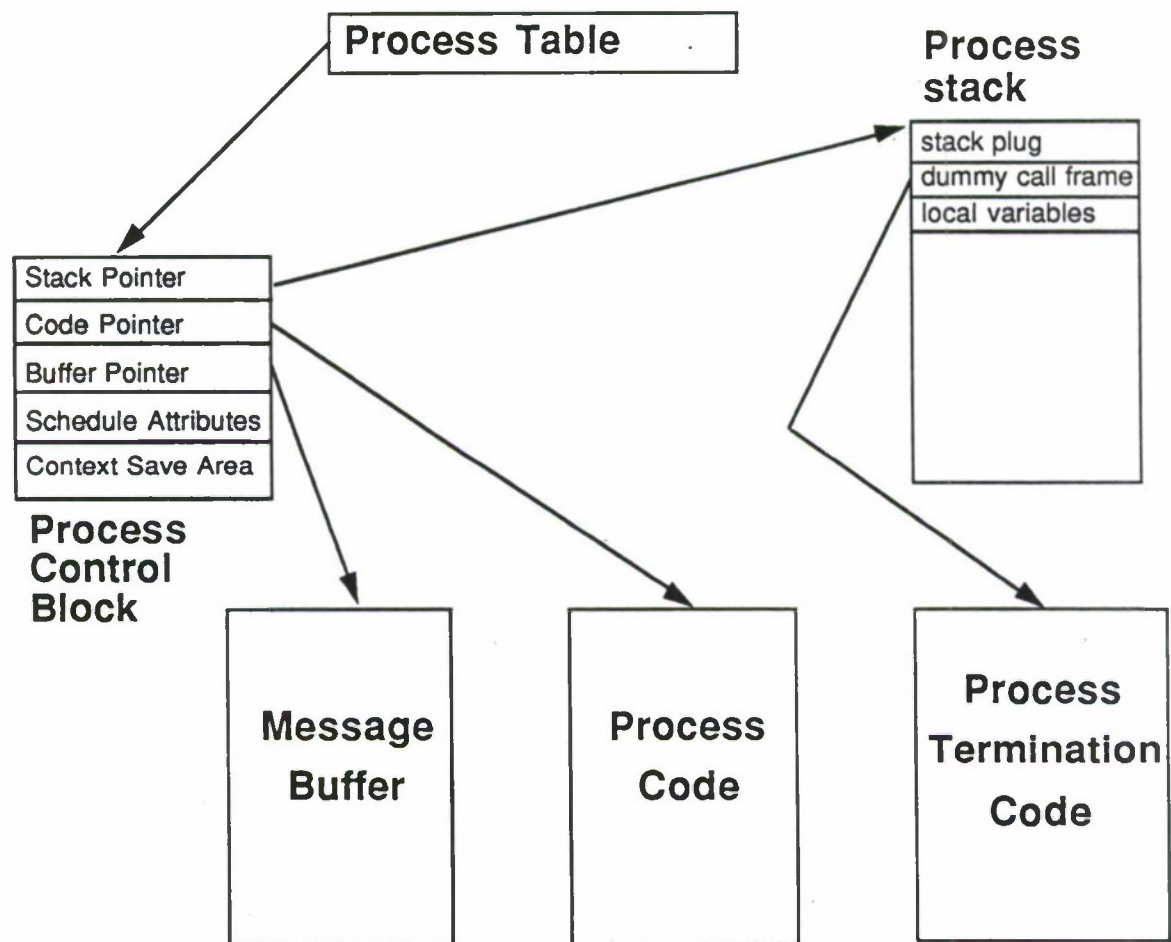 Process Table
Process
stack
stack plug
dummy call frame
local variables
Stack Pointer
Code Pointer
Buffer Pointer
Schedule Attributes
Context Save Area
Process
Control
Block
Message
Buffer
Process
Code
Process
Termination
Code